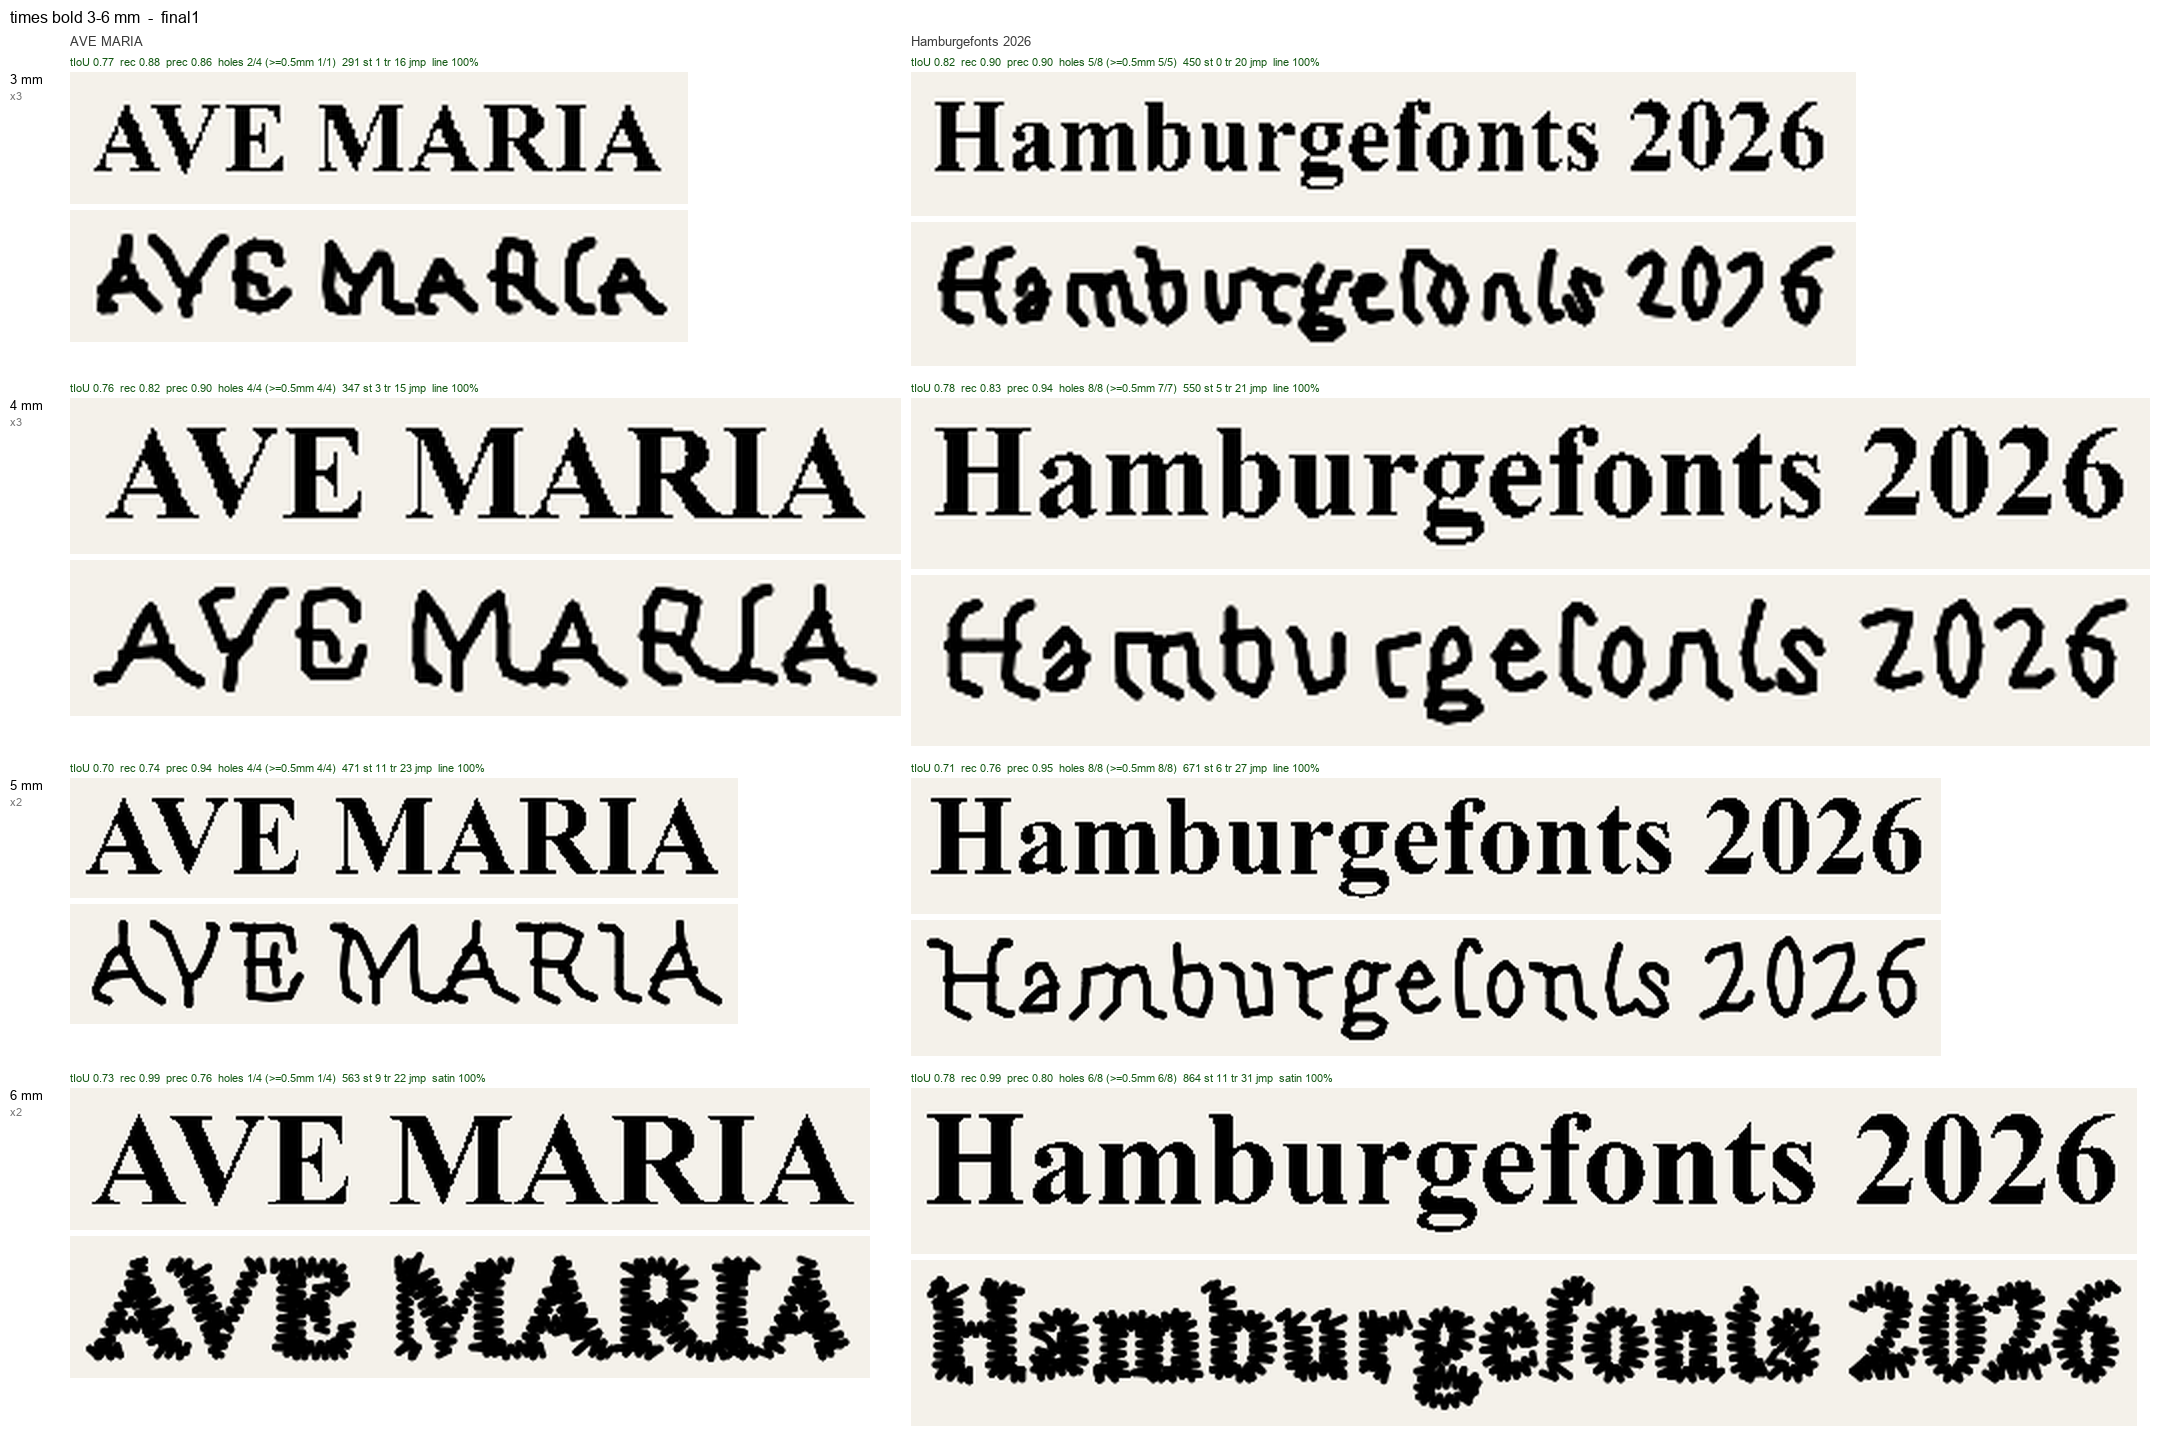 times bold 3-6 mm - final1
AVE MARIA
Hamburgefonts 2026
tIoU 0.77 rec 0.88 prec 0.86 holes 2/4 (>=0.5mm 1/1) 291 st 1 tr 16 jmp line 100%
tIoU 0.82 rec 0.90 prec 0.90 holes 5/8 (>=0.5mm 5/5) 450 st 0 tr 20 jmp line 100%
3 mm
x3
AVE MARIA
Hamburgefonts 2026
AVE MARIA
Hamburgefonts 2026
tIoU 0.76 rec 0.82 prec 0.90 holes 4/4 (>=0.5mm 4/4) 347 st 3 tr 15 jmp line 100%
tIoU 0.78 rec 0.83 prec 0.94 holes 8/8 (>=0.5mm 7/7) 550 st 5 tr 21 jmp line 100%
4 mm
x3
AVE MARIA
Hamburgefonts 2026
AVE MARIA
Hamburgefonts 2026
tIoU 0.70 rec 0.74 prec 0.94 holes 4/4 (>=0.5mm 4/4) 471 st 11 tr 23 jmp line 100%
tIoU 0.71 rec 0.76 prec 0.95 holes 8/8 (>=0.5mm 8/8) 671 st 6 tr 27 jmp line 100%
5 mm
x2
AVE MARIA
Hamburgefonts 2026
AVE MARIA
Hamburgefonts 2026
tIoU 0.73 rec 0.99 prec 0.76 holes 1/4 (>=0.5mm 1/4) 563 st 9 tr 22 jmp satin 100%
tIoU 0.78 rec 0.99 prec 0.80 holes 6/8 (>=0.5mm 6/8) 864 st 11 tr 31 jmp satin 100%
6 mm
x2
AVE MARIA
Hamburgefonts 2026
AVE MARIA
Hamburgefonts 2026